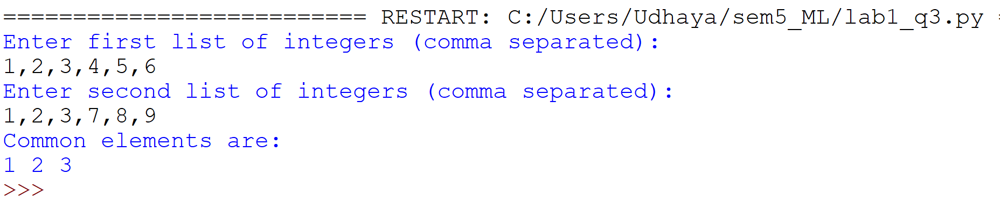 ========================== RESTART: C:/Users/Udhaya/sem5_ML/lab1_q3.py =
Enter first list of integers (comma separated):
1,2,3,4,5,6
Enter second list of integers (comma separated):
1,2,3,7,8,9
Common elements are:
1 2 3
>>>